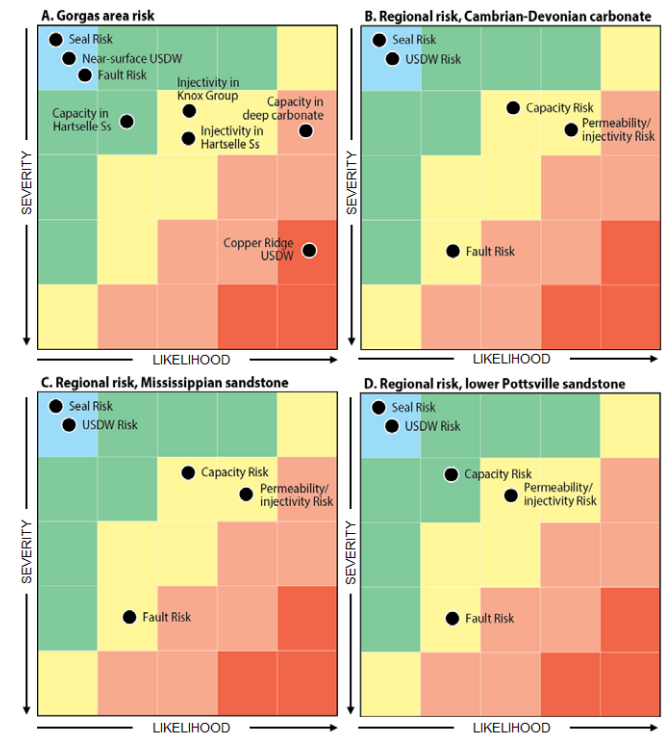 A. Gorgas area risk
Seal Risk
Near-surface USDW
Fault Risk
Injectivity in
Knox Group
Capacity in
deep carbonate
Capacity in
Hartselle Ss
Injectivity in
Hartselle Ss
Copper Ridge
USDW
SEVERITY
LIKELIHOOD
B. Regional risk, Cambrian-Devonian carbonate
Seal Risk
USDW Risk
Capacity Risk
Permeability/
injectivity Risk
Fault Risk
SEVERITY
LIKELIHOOD
C. Regional risk, Mississippian sandstone
Seal Risk
USDW Risk
Capacity Risk
Permeability/
injectivity Risk
Fault Risk
SEVERITY
LIKELIHOOD
D. Regional risk, lower Pottsville sandstone
Seal Risk
USDW Risk
Capacity Risk
Permeability/
injectivity Risk
Fault Risk
SEVERITY
LIKELIHOOD